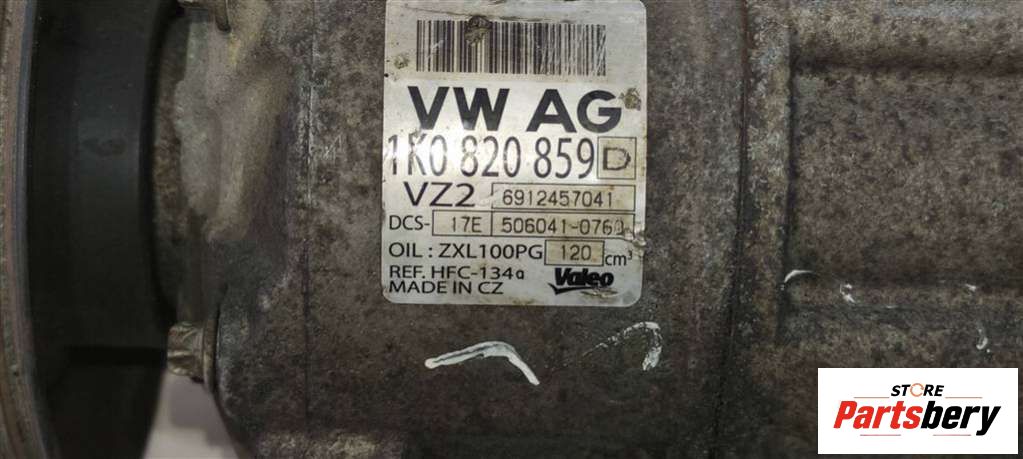 VW AG
1K0 820 859 D
VZ2 6912457041
DCS- 17E 506041-0760
OIL : ZXL100PG 120 cm³
REF. HFC-134a
MADE IN CZ Valeo
STORE
Partsbery